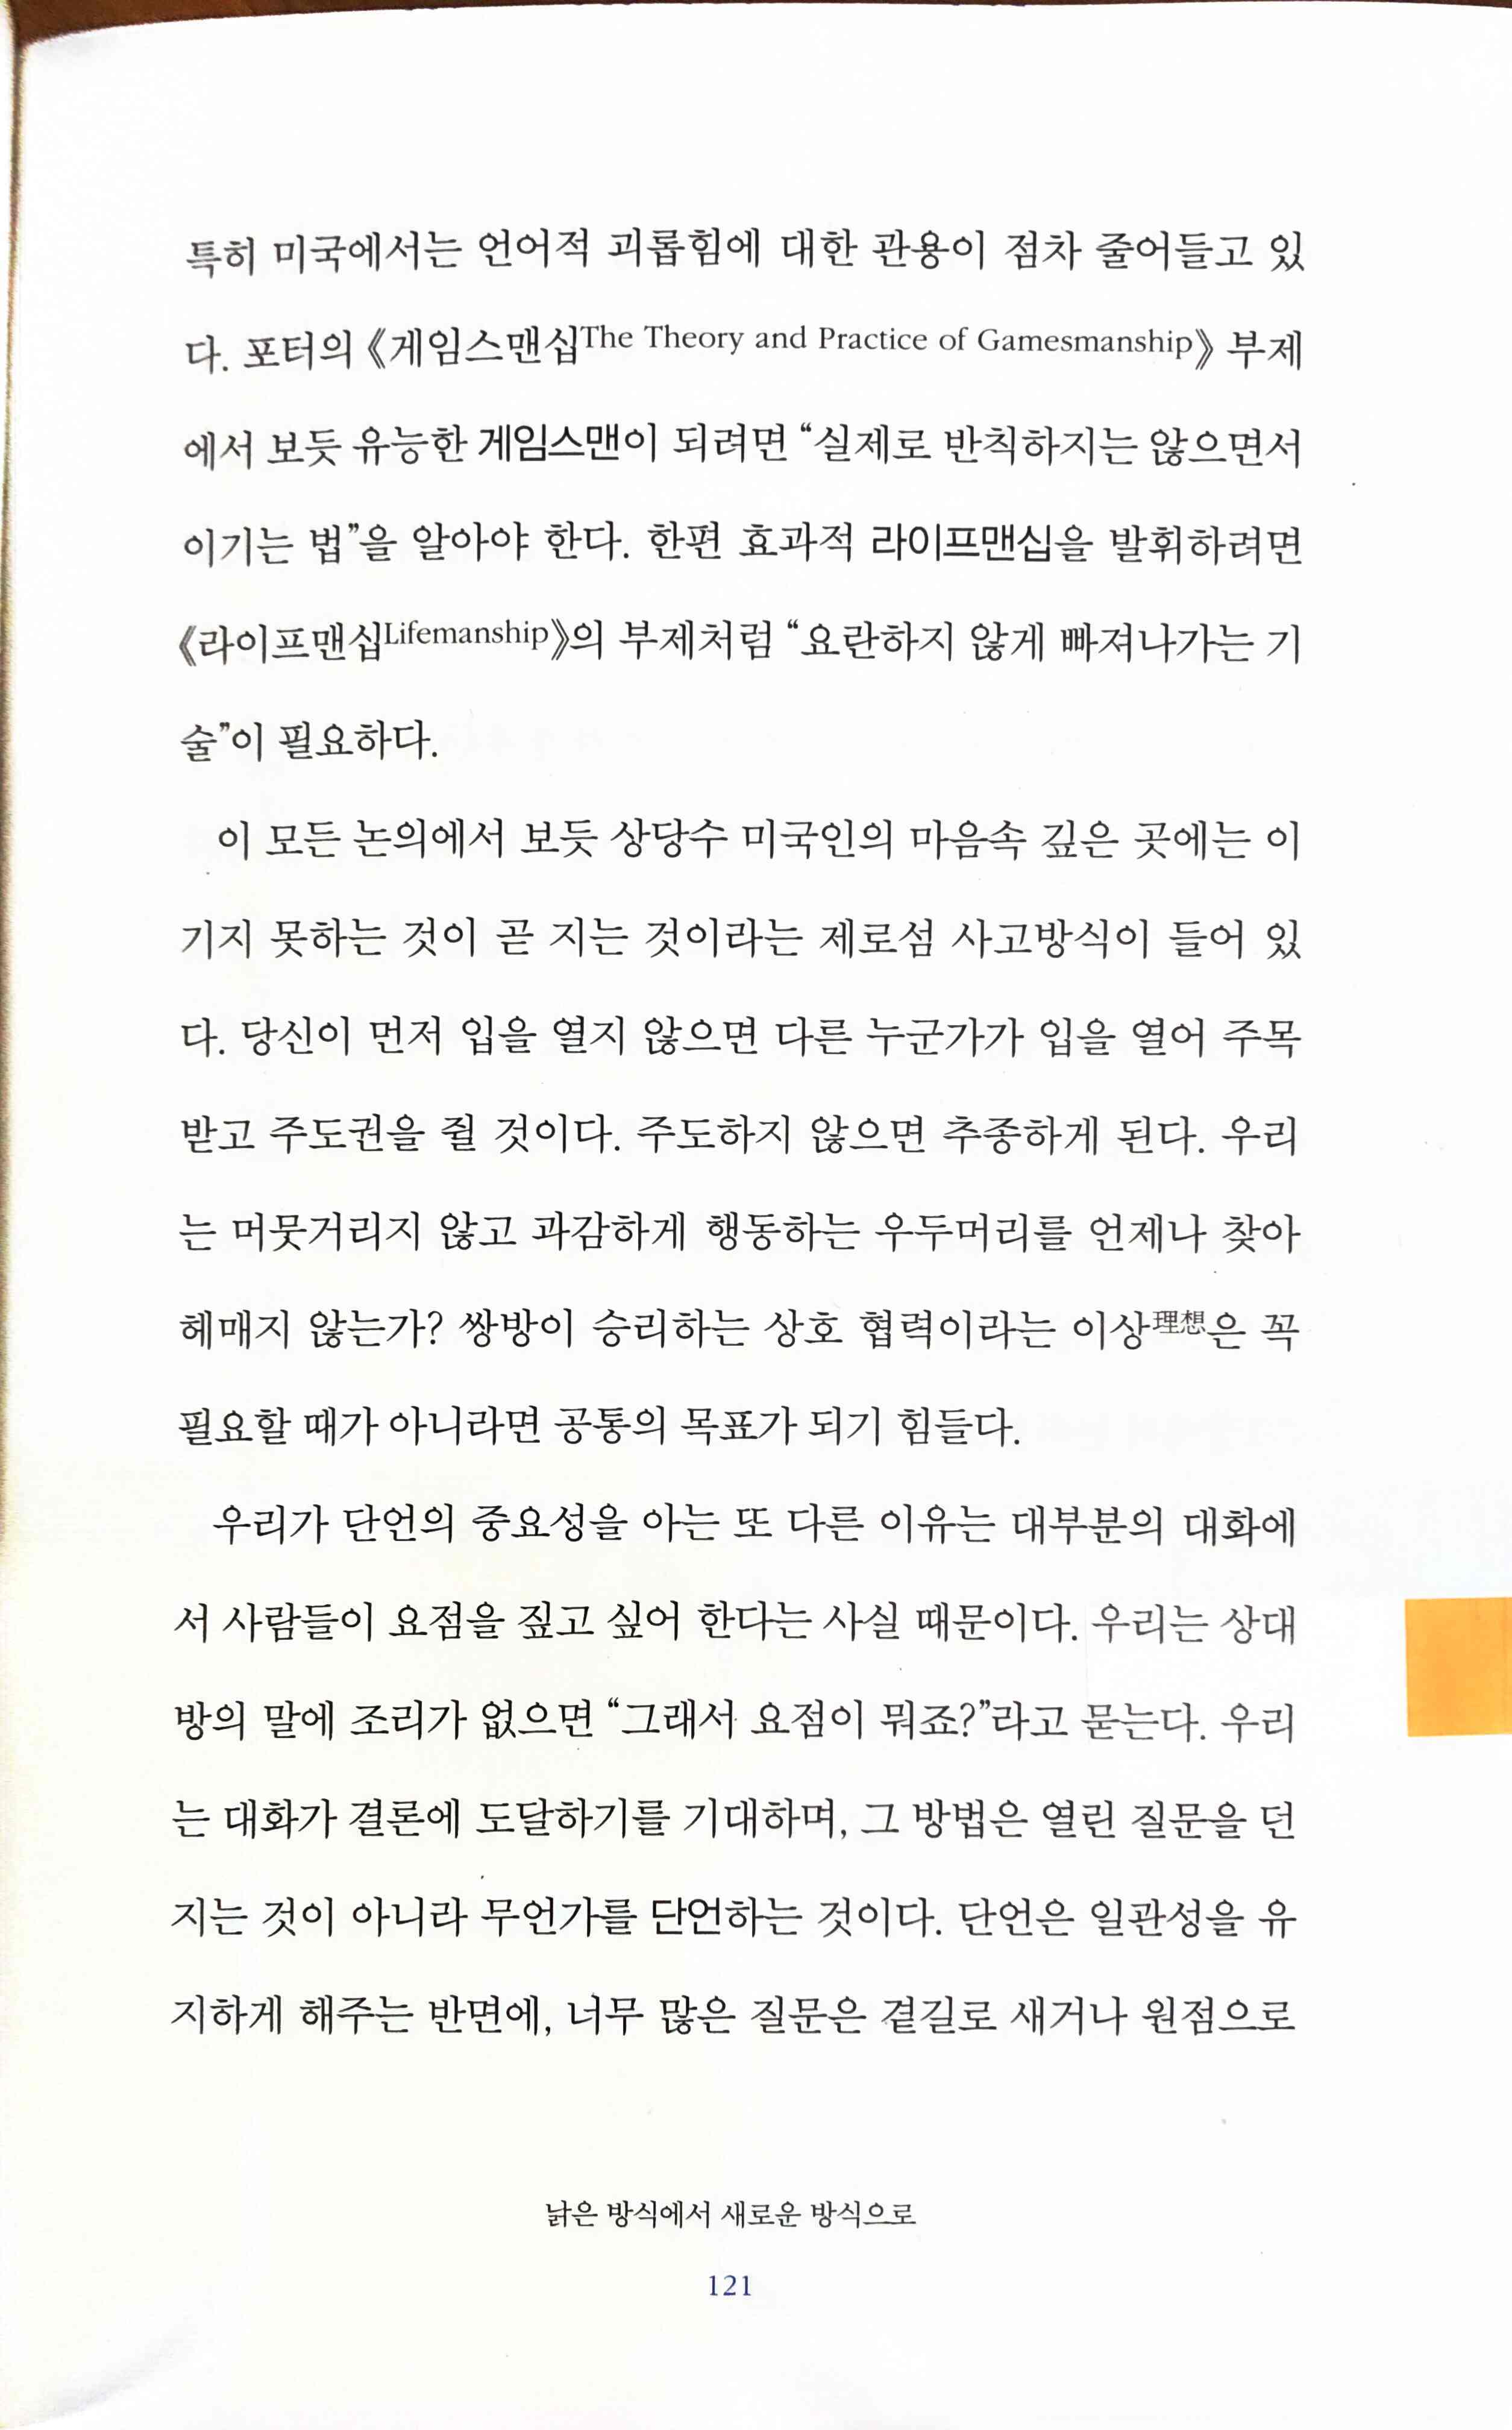 특히 미국에서는 언어적 괴롭힘에 대한 관용이 점차 줄어들고 있
다. 포터의 《게임스맨십The Theory and Practice of Gamesmanship》 부제
에서 보듯 유능한 게임스맨이 되려면 “실제로 반칙하지는 않으면서
이기는 법”을 알아야 한다. 한편 효과적 라이프맨십을 발휘하려면
《라이프맨십Lifemanship》의 부제처럼 “요란하지 않게 빠져나가는 기
술”이 필요하다.
이 모든 논의에서 보듯 상당수 미국인의 마음속 깊은 곳에는 이
기지 못하는 것이 곧 지는 것이라는 제로섬 사고방식이 들어 있
다. 당신이 먼저 입을 열지 않으면 다른 누군가가 입을 열어 주목
받고 주도권을 쥘 것이다. 주도하지 않으면 추종하게 된다. 우리
는 머뭇거리지 않고 과감하게 행동하는 우두머리를 언제나 찾아
헤매지 않는가? 쌍방이 승리하는 상호 협력이라는 이상理想은 꼭
필요할 때가 아니라면 공통의 목표가 되기 힘들다.
우리가 단언의 중요성을 아는 또 다른 이유는 대부분의 대화에
서 사람들이 요점을 짚고 싶어 한다는 사실 때문이다. 우리는 상대
방의 말에 조리가 없으면 “그래서 요점이 뭐죠?”라고 묻는다. 우리
는 대화가 결론에 도달하기를 기대하며, 그 방법은 열린 질문을 던
지는 것이 아니라 무언가를 단언하는 것이다. 단언은 일관성을 유
지하게 해주는 반면에, 너무 많은 질문은 곁길로 새거나 원점으로
낡은 방식에서 새로운 방식으로
121